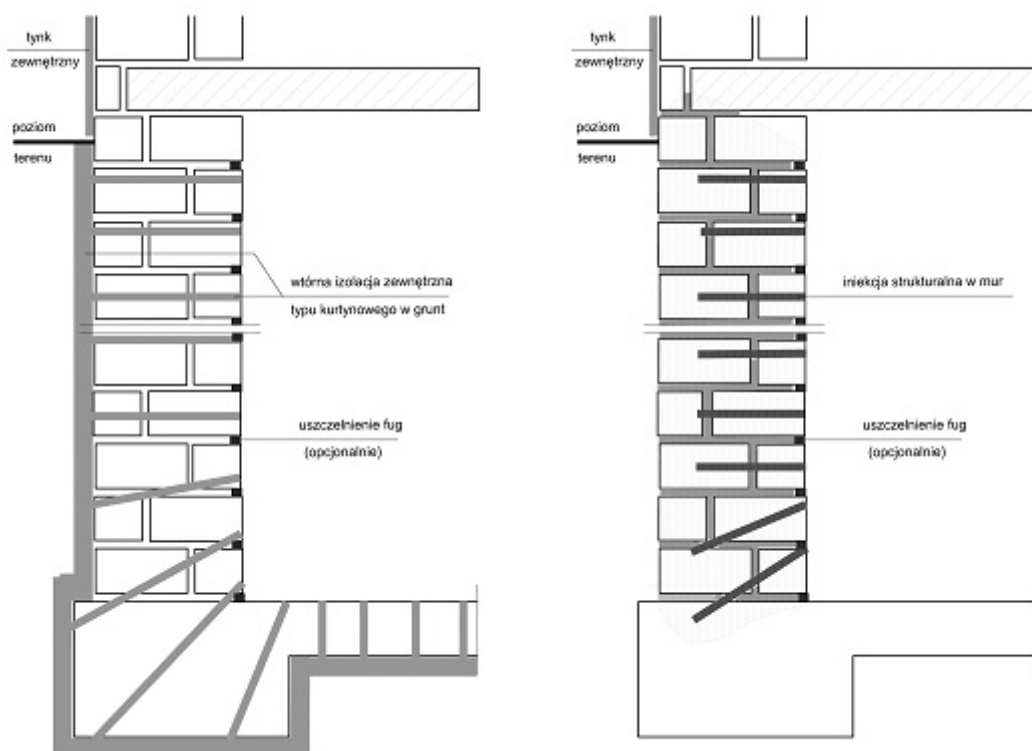 tynk
zewnętrzny
poziom
terenu
wtórna izolacja zewnętrzna
typu kurtynowego w grunt
uszczelnienie fug
(opcjonalnie)
tynk
zewnętrzny
poziom
terenu
iniekcja strukturalna w mur
uszczelnienie fug
(opcjonalnie)